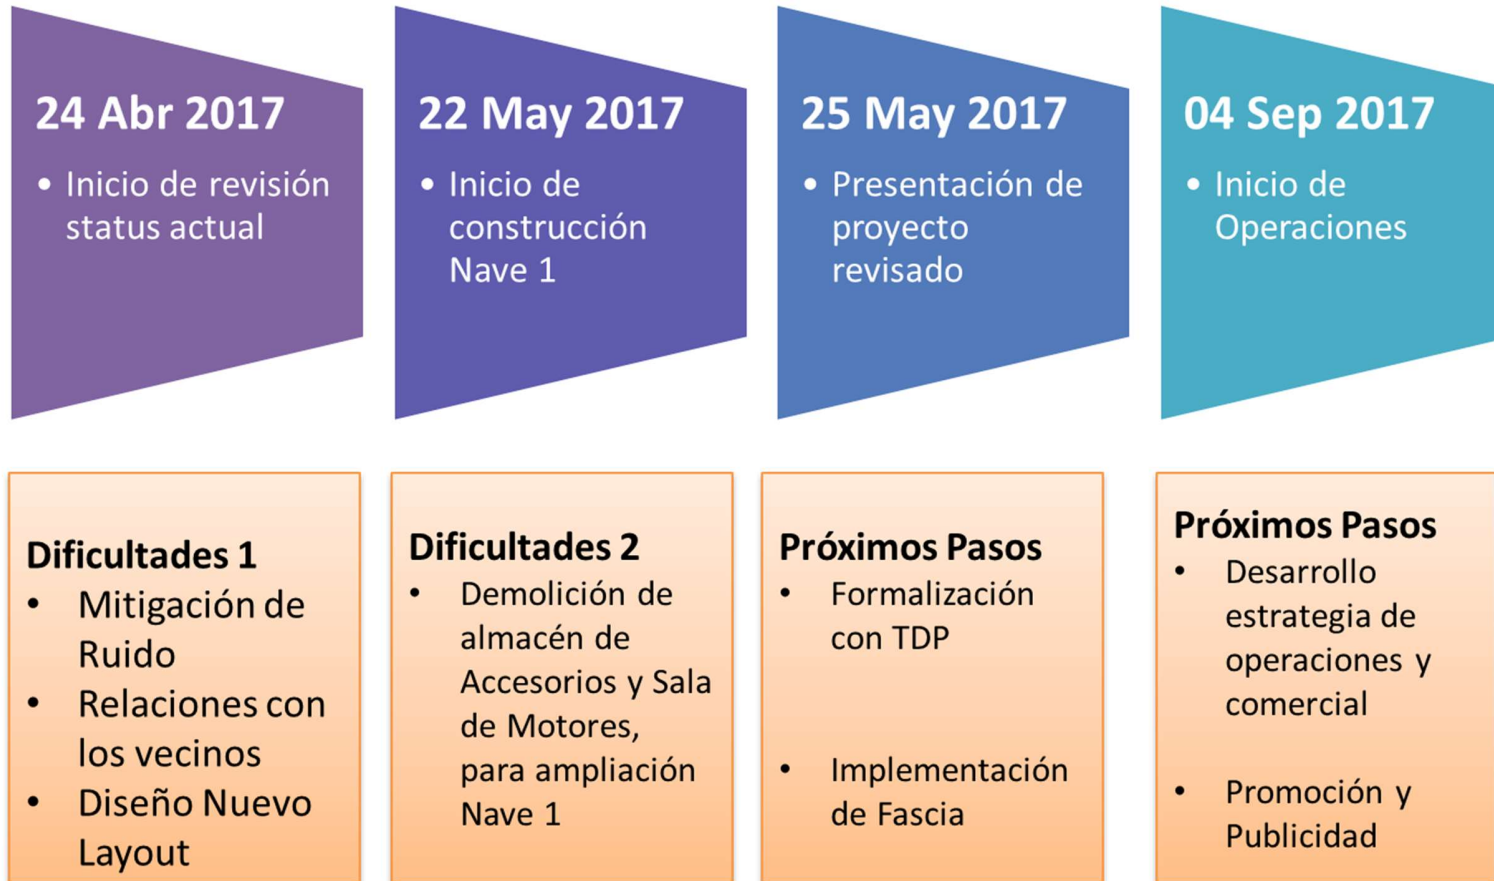 24 Abr 2017
• Inicio de revisión
status actual
22 May 2017
• Inicio de
construcción
Nave 1
25 May 2017
• Presentación de
proyecto
revisado
04 Sep 2017
• Inicio de
Operaciones
Dificultades 1
• Mitigación de
Ruido
• Relaciones con
los vecinos
• Diseño Nuevo
Layout
Dificultades 2
• Demolición de
almacén de
Accesorios y Sala
de Motores,
para ampliación
Nave 1
Próximos Pasos
• Formalización
con TDP
• Implementación
de Fascia
Próximos Pasos
• Desarrollo
estrategia de
operaciones y
comercial
• Promoción y
Publicidad